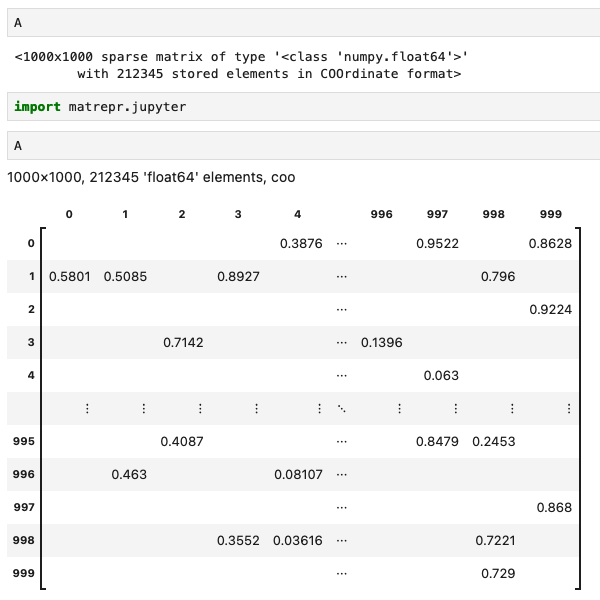 A
<1000x1000 sparse matrix of type '<class 'numpy.float64'>'
with 212345 stored elements in COOrdinate format>
import matrepr.jupyter
A
1000×1000, 212345 'float64' elements, coo
0 1 2 3 4 996 997 998 999
0 0.3876 ⋯ 0.9522 0.8628
1 0.5801 0.5085 0.8927 ⋯ 0.796
2 ⋯ 0.9224
3 0.7142 ⋯ 0.1396
4 ⋯ 0.063
⋮ ⋮ ⋮ ⋮ ⋮ ⋱ ⋮ ⋮ ⋮ ⋮
995 0.4087 ⋯ 0.8479 0.2453
996 0.463 0.08107 ⋯
997 ⋯ 0.868
998 0.3552 0.03616 ⋯ 0.7221
999 ⋯ 0.729